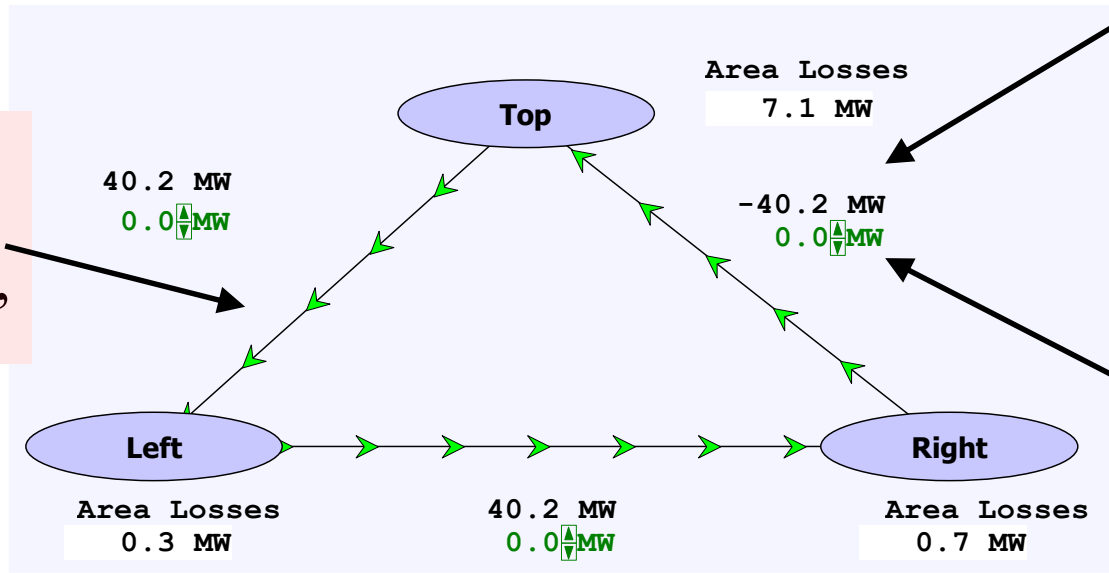 Area Losses
7.1 MW
Top
40.2 MW
0.0 MW
-40.2 MW
0.0 MW
,
Left
Right
Area Losses
0.3 MW
40.2 MW
0.0 MW
Area Losses
0.7 MW